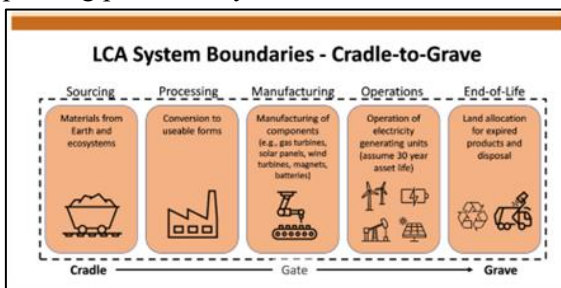 LCA System Boundaries - Cradle-to-Grave
Sourcing
Materials from
Earth and
ecosystems
Processing
Conversion to
useable forms
Manufacturing
Manufacturing of
components
(e.g., gas turbines,
solar panels, wind
turbines, magnets,
batteries)
Operations
Operation of
electricity
generating units
(assume 30 year
asset life)
End-of-Life
Land allocation
for expired
products and
disposal
Cradle
Gate
Grave